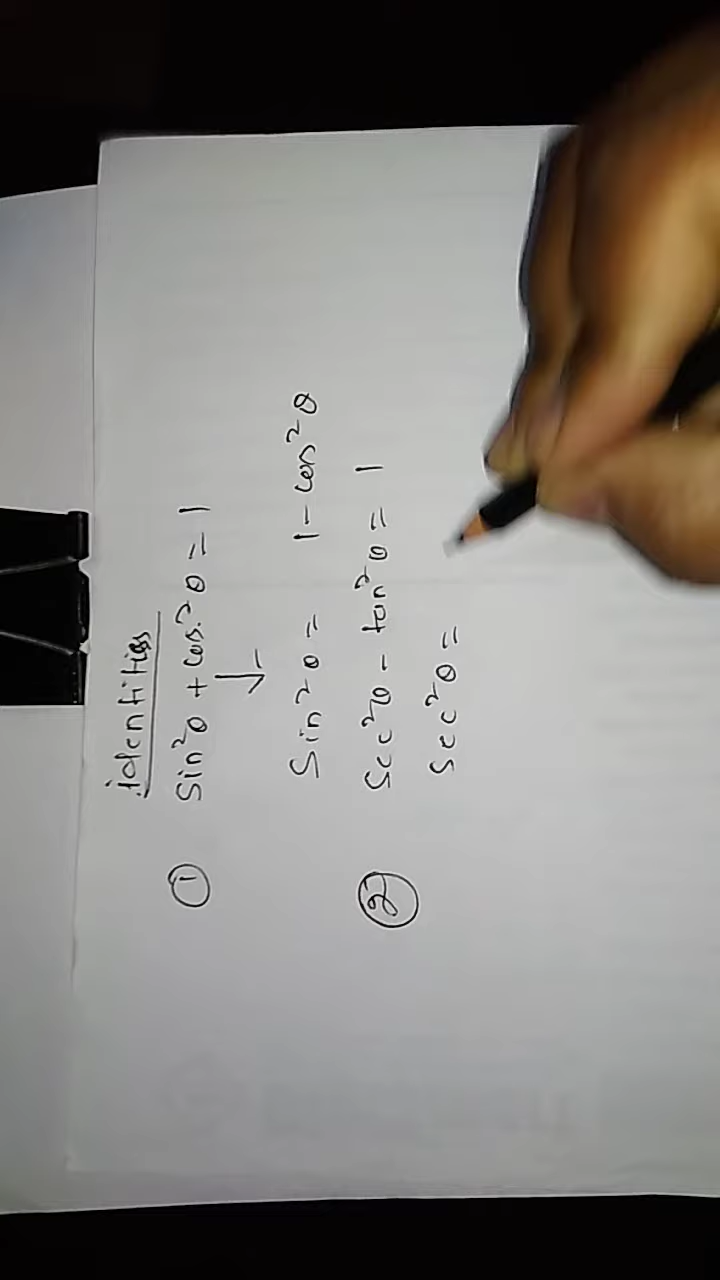 identities
① Sin²θ + cos²θ = 1
↓
Sin²θ = 1 - cos²θ
② Sec²θ - tan²θ = 1
Sec²θ =